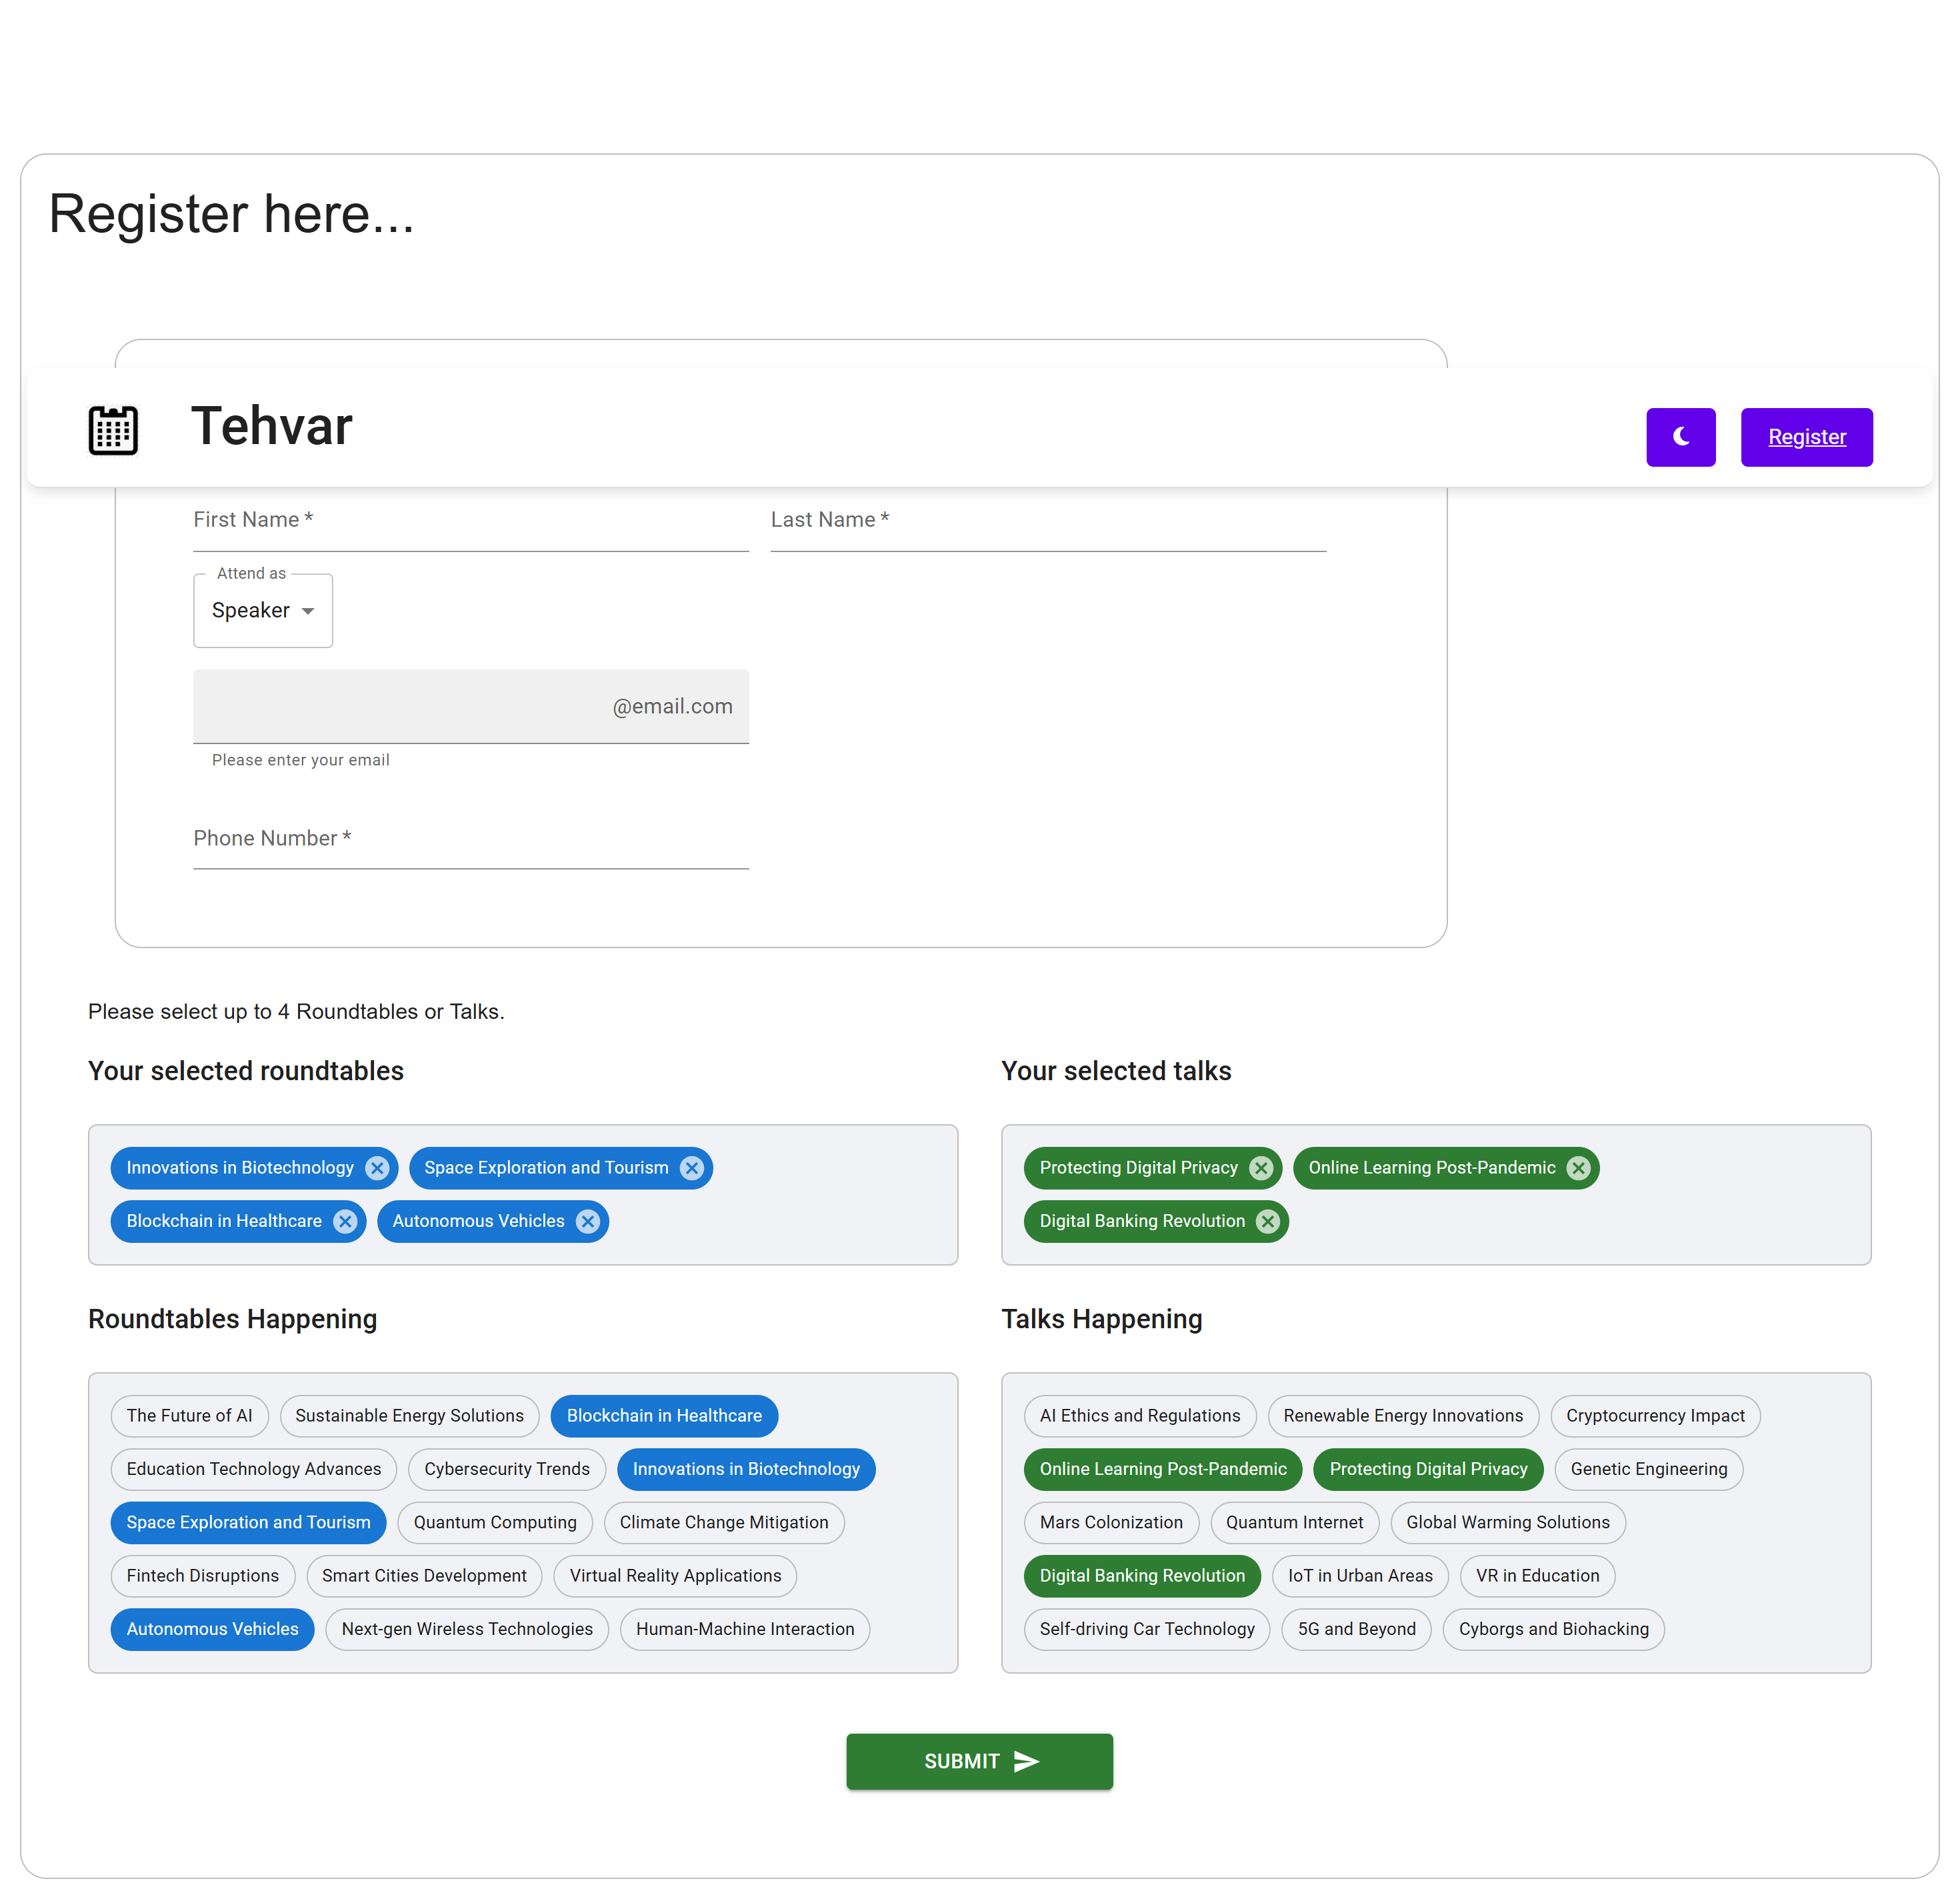 Register here...
Tehvar
Register
First Name *
Last Name *
Attend as
Speaker
@email.com
Please enter your email
Phone Number *
Please select up to 4 Roundtables or Talks.
Your selected roundtables
Innovations in Biotechnology
Space Exploration and Tourism
Blockchain in Healthcare
Autonomous Vehicles
Your selected talks
Protecting Digital Privacy
Online Learning Post-Pandemic
Digital Banking Revolution
Roundtables Happening
The Future of AI
Sustainable Energy Solutions
Blockchain in Healthcare
Education Technology Advances
Cybersecurity Trends
Innovations in Biotechnology
Space Exploration and Tourism
Quantum Computing
Climate Change Mitigation
Fintech Disruptions
Smart Cities Development
Virtual Reality Applications
Autonomous Vehicles
Next-gen Wireless Technologies
Human-Machine Interaction
Talks Happening
AI Ethics and Regulations
Renewable Energy Innovations
Cryptocurrency Impact
Online Learning Post-Pandemic
Protecting Digital Privacy
Genetic Engineering
Mars Colonization
Quantum Internet
Global Warming Solutions
Digital Banking Revolution
IoT in Urban Areas
VR in Education
Self-driving Car Technology
5G and Beyond
Cyborgs and Biohacking
SUBMIT